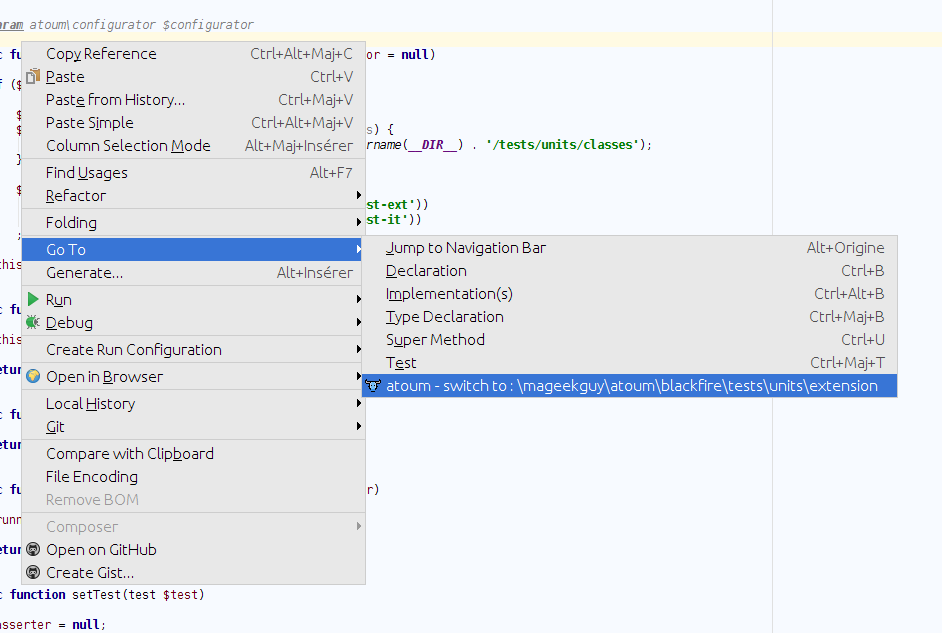 aram atoum\configurator $configurator
c fu
or = null)
f ($
$
$
s) {
rname(__DIR__) . '/tests/units/classes');
}
$
st-ext'))
st-it'))
;
this
c fu
this
etur
c fu
etur
c fu
r)
runn
etur
c function setTest(test $test)
asserter = null;
Copy Reference Ctrl+Alt+Maj+C
Paste Ctrl+V
Paste from History... Ctrl+Maj+V
Paste Simple Ctrl+Alt+Maj+V
Column Selection Mode Alt+Maj+Insérer
Find Usages Alt+F7
Refactor
Folding
Go To
Generate... Alt+Insérer
Run
Debug
Create Run Configuration
Open in Browser
Local History
Git
Compare with Clipboard
File Encoding
Remove BOM
Composer
Open on GitHub
Create Gist...
Jump to Navigation Bar Alt+Origine
Declaration Ctrl+B
Implementation(s) Ctrl+Alt+B
Type Declaration Ctrl+Maj+B
Super Method Ctrl+U
Test Ctrl+Maj+T
atoum - switch to : \mageekguy\atoum\blackfire\tests\units\extension